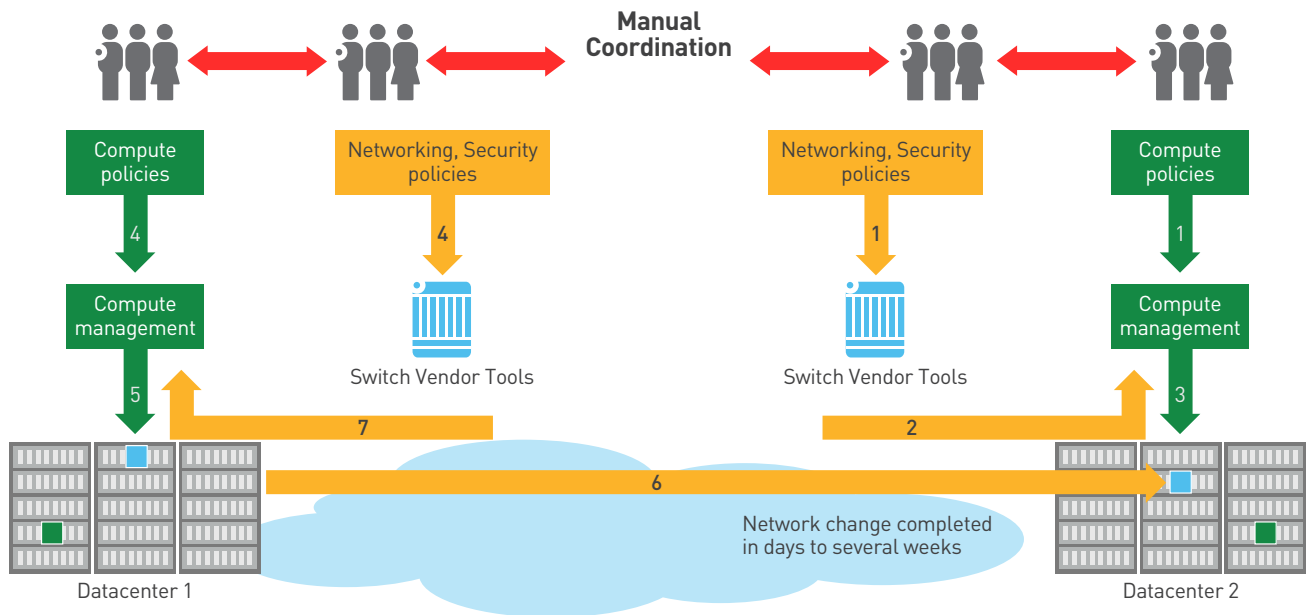 Manual
Coordination
Compute
policies
Networking, Security
policies
Networking, Security
policies
Compute
policies
4
4
1
1
Compute
management
Compute
management
Switch Vendor Tools
Switch Vendor Tools
5
3
7
2
6
Network change completed
in days to several weeks
Datacenter 1
Datacenter 2